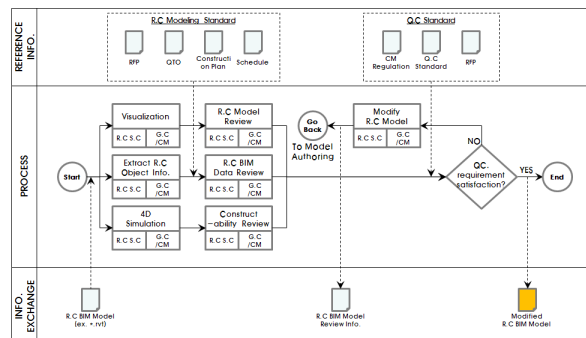 REFERENCE
INFO.
R.C Modeling Standard
RFP
QTO
Constructi
on Plan
Schedule
Q.C Standard
CM
Regulation
Q.C
Standard
RFP
PROCESS
Start
Visualization
R.C S.C
G.C
/CM
R.C Model
Review
R.C S.C
G.C
/CM
Extract R.C
Object Info.
R.C S.C
G.C
/CM
R.C BIM
Data Review
R.C S.C
G.C
/CM
4D
Simulation
R.C S.C
G.C
/CM
Construct
-ability Review
R.C S.C
G.C
/CM
Go
Back
To Model
Authoring
Modify
R.C Model
R.C S.C
G.C
/CM
NO
QC.
requirement
satisfaction?
YES
End
INFO.
EXCHANGE
R.C BIM Model
(ex. *.rvt)
R.C BIM Model
Review Info.
Modified
R.C BIM Model